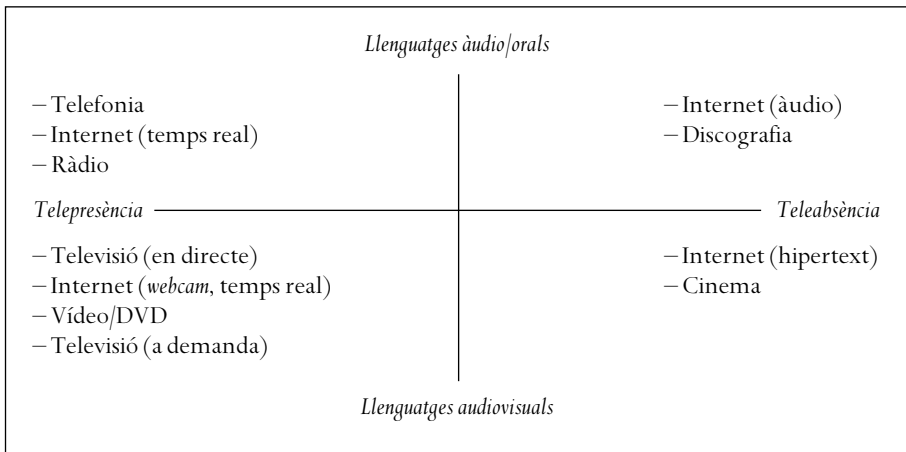 Llenguatges àudio/orals
– Telefonia
– Internet (temps real)
– Ràdio
– Internet (àudio)
– Discografia
Telepresència
Teleabsència
– Televisió (en directe)
– Internet (webcam, temps real)
– Vídeo/DVD
– Televisió (a demanda)
– Internet (hipertext)
– Cinema
Llenguatges audiovisuals